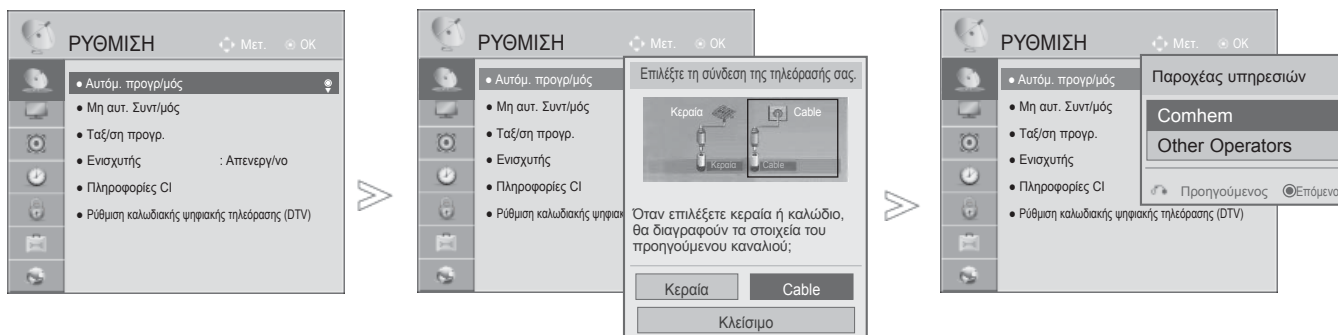 ΡΥΘΜΙΣΗ Μετ. OK
● Αυτόμ. προγρ/μός
● Μη αυτ. Συντ/μός
● Ταξ/ση προγρ.
● Ενισχυτής : Απενεργ/νο
● Πληροφορίες CI
● Ρύθμιση καλωδιακής ψηφιακής τηλεόρασης (DTV)
ΡΥΘΜΙΣΗ Μετ. OK
● Αυτόμ. προγρ/μός
● Μη αυτ. Συντ/μός
● Ταξ/ση προγρ.
● Ενισχυτής
● Πληροφορίες CI
● Ρύθμιση καλωδιακής ψηφιακ
Επιλέξτε τη σύνδεση της τηλεόρασής σας.
Κεραία Cable
Κεραία Cable
Όταν επιλέξετε κεραία ή καλώδιο,
θα διαγραφούν τα στοιχεία του
προηγούμενου καναλιού;
Κεραία Cable
Κλείσιμο
ΡΥΘΜΙΣΗ Μετ. OK
● Αυτόμ. προγρ/μός
● Μη αυτ. Συντ/μός
● Ταξ/ση προγρ.
● Ενισχυτής
● Πληροφορίες CI
● Ρύθμιση καλωδιακής ψηφιακής τηλεόρασης (DTV)
Παροχέας υπηρεσιών
Comhem
Other Operators
Προηγούμενος Επόμενο